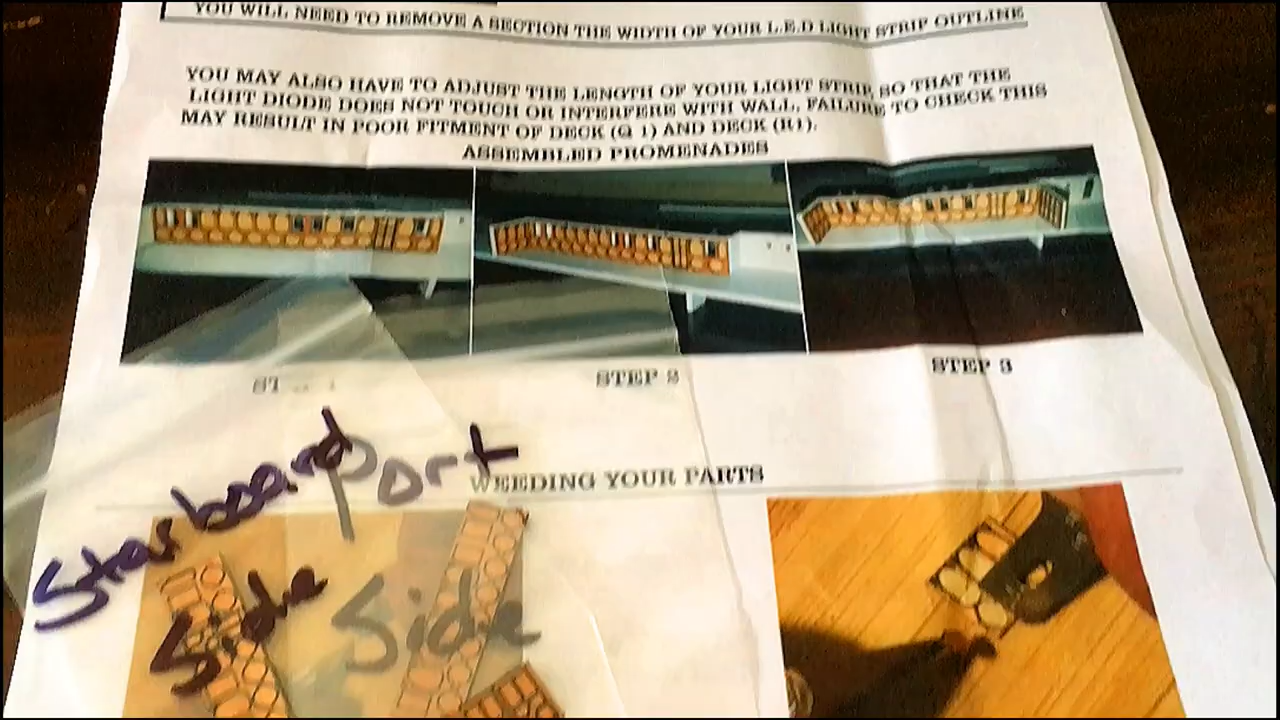 YOU WILL NEED TO REMOVE A SECTION THE WIDTH OF YOUR L.E.D LIGHT STRIP OUTLINE
YOU MAY ALSO HAVE TO ADJUST THE LENGTH OF YOUR LIGHT STRIP, SO THAT THE
LIGHT DIODE DOES NOT TOUCH OR INTERFERE WITH WALL, FAILURE TO CHECK THIS
MAY RESULT IN POOR FITMENT OF DECK (Q 1) AND DECK (R1).
ASSEMBLED PROMENADES
STEP 2
STEP 3
WEEDING YOUR PARTS
Starboard
Side
Port
Side